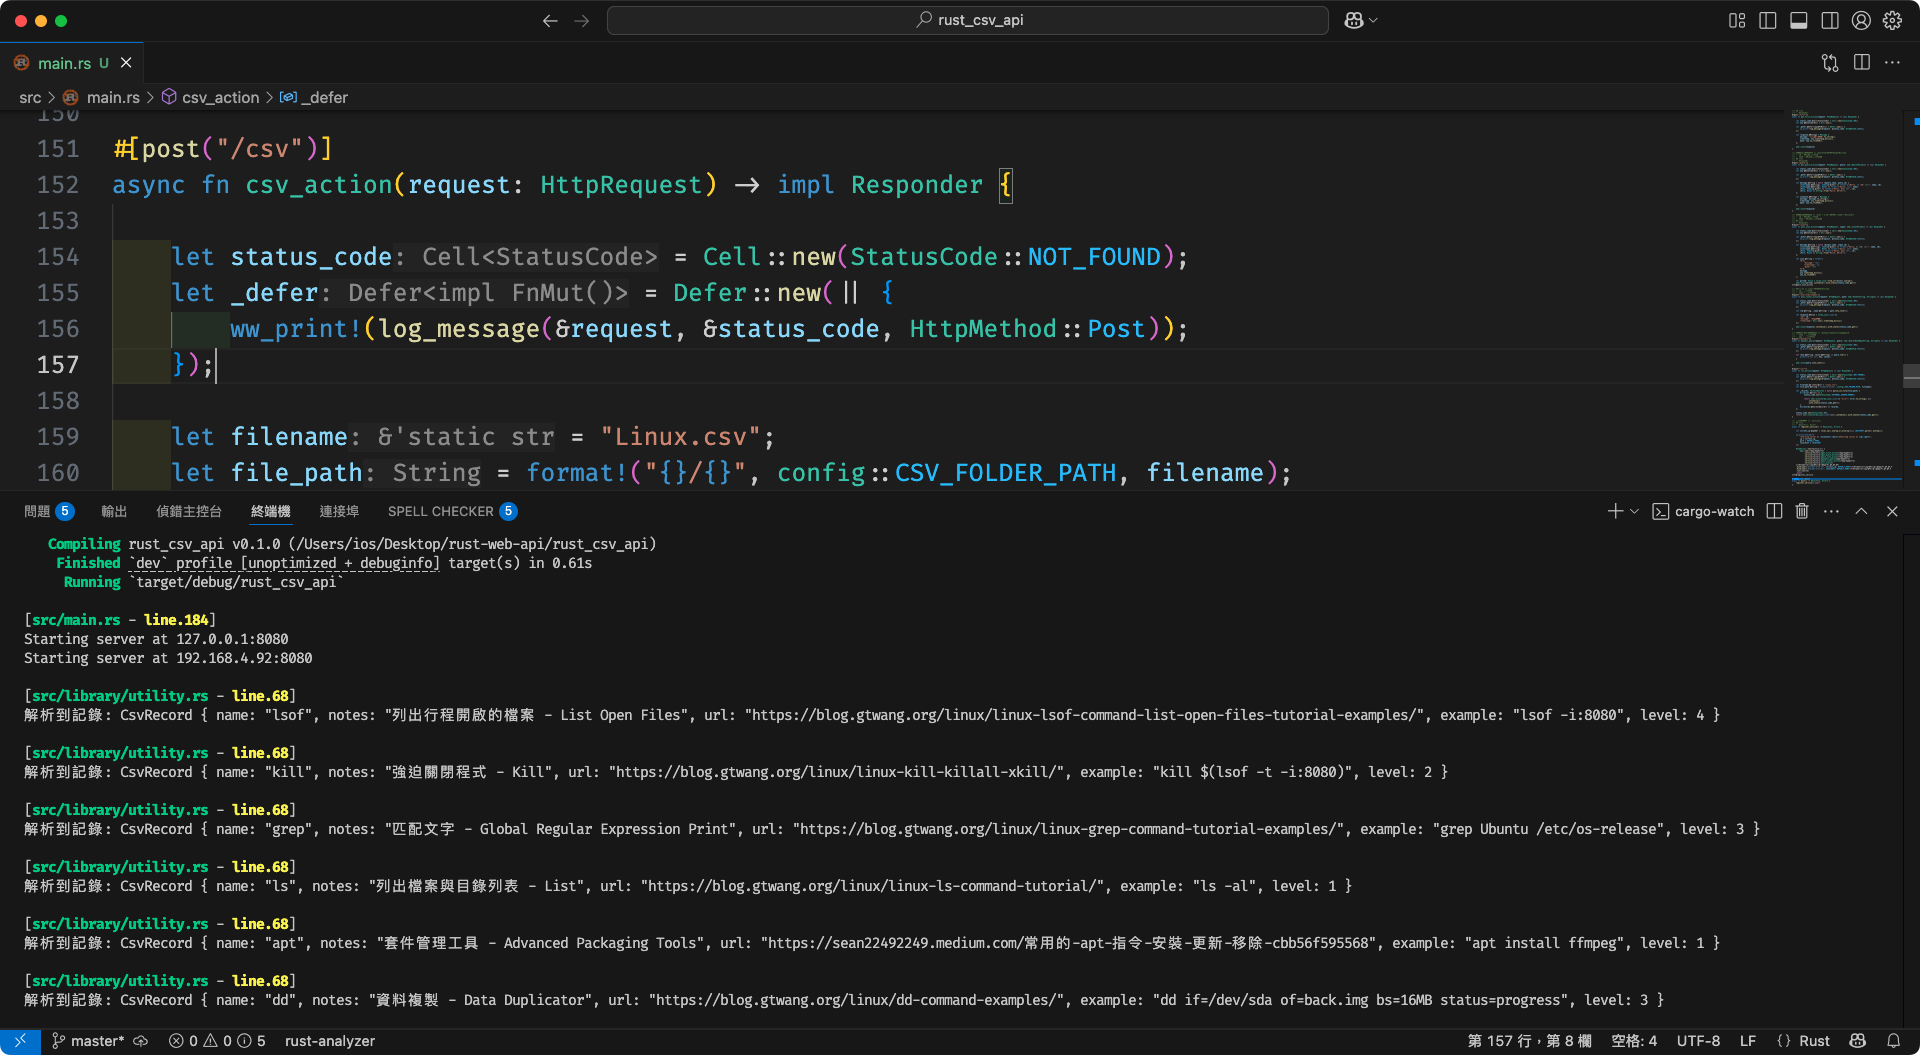 rust_csv_api
main.rs U
src > main.rs > csv_action > _defer
150
151 #[post("/csv")]
152 async fn csv_action(request: HttpRequest) -> impl Responder {
153
154 let status_code: Cell<StatusCode> = Cell::new(StatusCode::NOT_FOUND);
155 let _defer: Defer<impl FnMut()> = Defer::new(|| {
156 ww_print!(log_message(&request, &status_code, HttpMethod::Post));
157 });
158
159 let filename: &'static str = "Linux.csv";
160 let file_path: String = format!("{}/{}", config::CSV_FOLDER_PATH, filename);
問題 5 輸出 偵錯主控台 終端機 連接埠 SPELL CHECKER 5 cargo-watch
Compiling rust_csv_api v0.1.0 (/Users/ios/Desktop/rust-web-api/rust_csv_api)
Finished `dev` profile [unoptimized + debuginfo] target(s) in 0.61s
Running `target/debug/rust_csv_api`
[src/main.rs - line.184]
Starting server at 127.0.0.1:8080
Starting server at 192.168.4.92:8080
[src/library/utility.rs - line.68]
解析到記錄: CsvRecord { name: "lsof", notes: "列出行程開啟的檔案 - List Open Files", url: "https://blog.gtwang.org/linux/linux-lsof-command-list-open-files-tutorial-examples/", example: "lsof -i:8080", level: 4 }
[src/library/utility.rs - line.68]
解析到記錄: CsvRecord { name: "kill", notes: "強迫關閉程式 - Kill", url: "https://blog.gtwang.org/linux/linux-kill-killall-xkill/", example: "kill $(lsof -t -i:8080)", level: 2 }
[src/library/utility.rs - line.68]
解析到記錄: CsvRecord { name: "grep", notes: "匹配文字 - Global Regular Expression Print", url: "https://blog.gtwang.org/linux/linux-grep-command-tutorial-examples/", example: "grep Ubuntu /etc/os-release", level: 3 }
[src/library/utility.rs - line.68]
解析到記錄: CsvRecord { name: "ls", notes: "列出檔案與目錄列表 - List", url: "https://blog.gtwang.org/linux/linux-ls-command-tutorial/", example: "ls -al", level: 1 }
[src/library/utility.rs - line.68]
解析到記錄: CsvRecord { name: "apt", notes: "套件管理工具 - Advanced Packaging Tools", url: "https://sean22492249.medium.com/常用的-apt-指令-安裝-更新-移除-cbb56f595568", example: "apt install ffmpeg", level: 1 }
[src/library/utility.rs - line.68]
解析到記錄: CsvRecord { name: "dd", notes: "資料複製 - Data Duplicator", url: "https://blog.gtwang.org/linux/dd-command-examples/", example: "dd if=/dev/sda of=back.img bs=16MB status=progress", level: 3 }
master* 0 0 5 rust-analyzer 第 157 行，第 8 欄 空格: 4 UTF-8 LF {} Rust